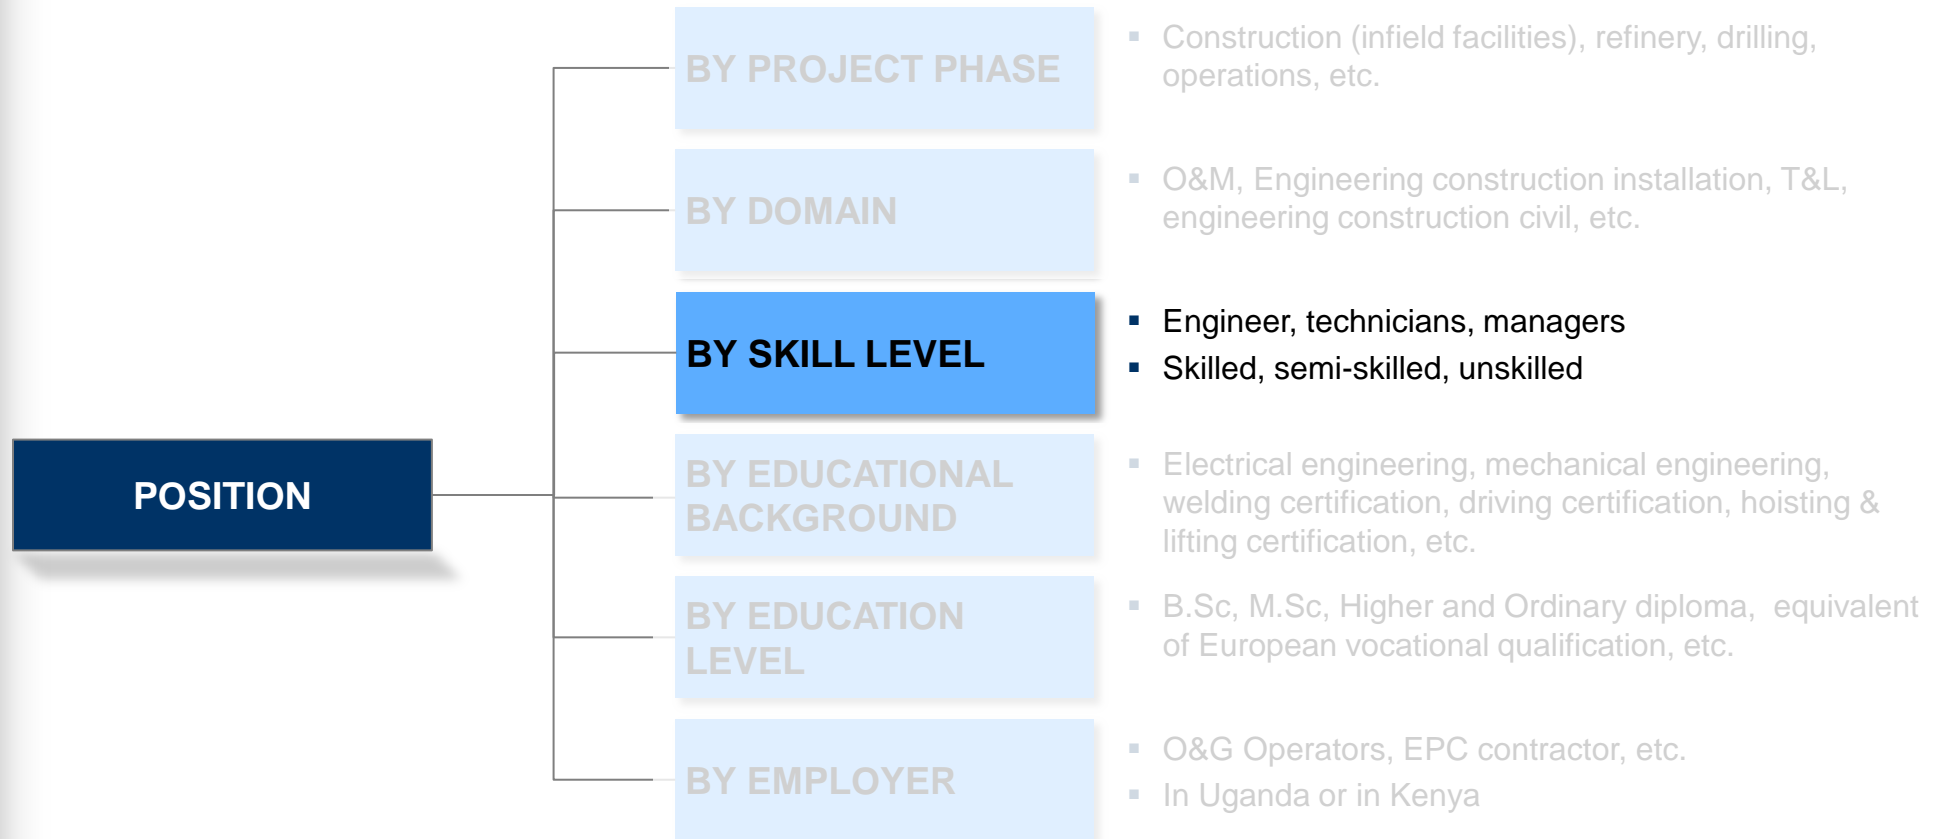 BY PROJECT PHASE
▪ Construction (infield facilities), refinery, drilling,
operations, etc.
BY DOMAIN
▪ O&M, Engineering construction installation, T&L,
engineering construction civil, etc.
BY SKILL LEVEL
▪ Engineer, technicians, managers
▪ Skilled, semi-skilled, unskilled
POSITION
BY EDUCATIONAL
BACKGROUND
▪ Electrical engineering, mechanical engineering,
welding certification, driving certification, hoisting &
lifting certification, etc.
BY EDUCATION
LEVEL
▪ B.Sc, M.Sc, Higher and Ordinary diploma, equivalent
of European vocational qualification, etc.
BY EMPLOYER
▪ O&G Operators, EPC contractor, etc.
▪ In Uganda or in Kenya